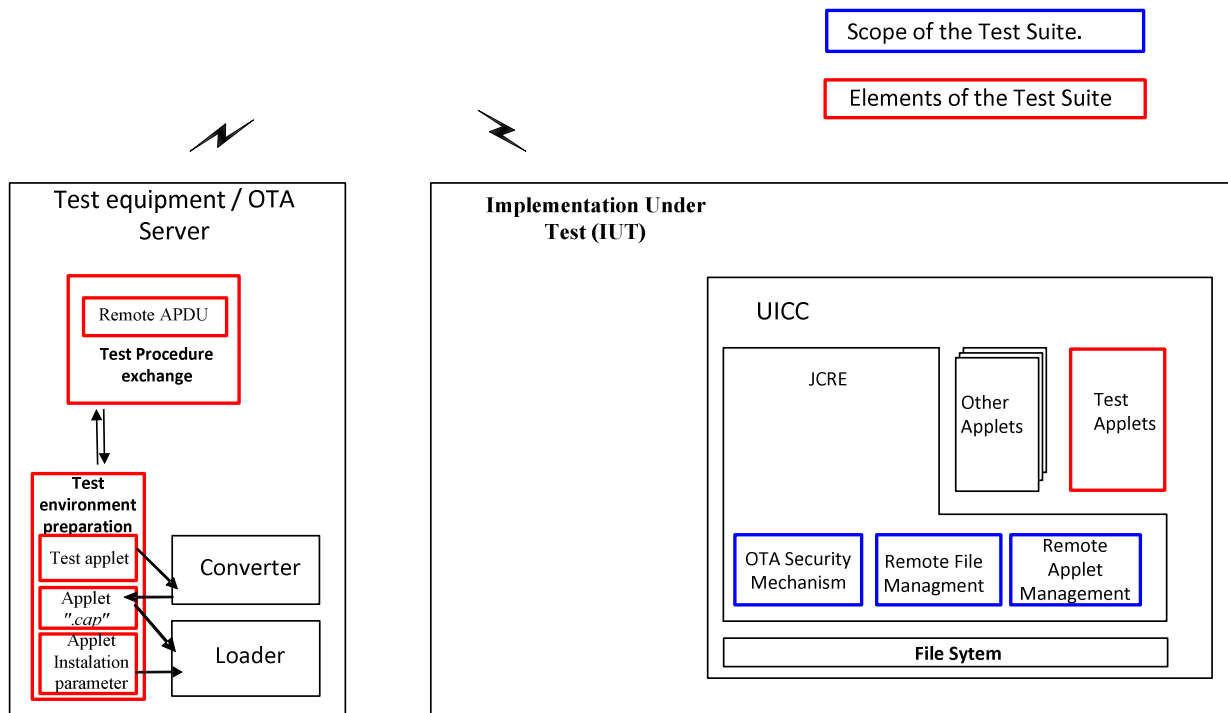 Scope of the Test Suite.
Elements of the Test Suite
Test equipment / OTA
Server
Remote APDU
Test Procedure
exchange
Test
environment
preparation
Test applet
Applet
".cap"
Applet
Instalation
parameter
Converter
Loader
Implementation Under
Test (IUT)
UICC
JCRE
Other
Applets
Test
Applets
OTA Security
Mechanism
Remote File
Managment
Remote
Applet
Management
File Sytem